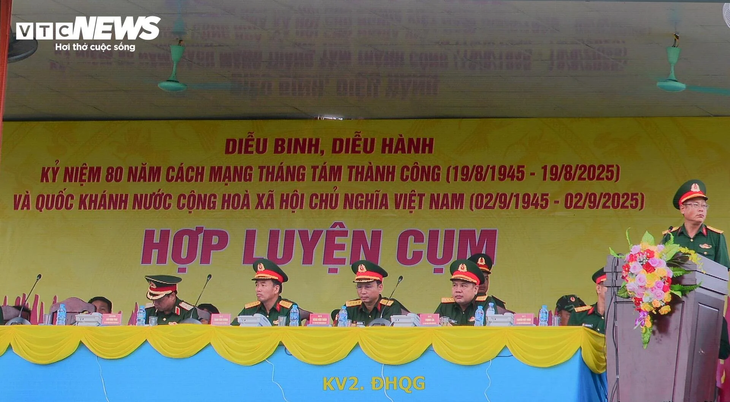 VTC NEWS
Hơi thở cuộc sống
DIỄU BINH, DIỄU HÀNH
KỶ NIỆM 80 NĂM CÁCH MẠNG THÁNG TÁM THÀNH CÔNG (19/8/1945 - 19/8/2025)
VÀ QUỐC KHÁNH NƯỚC CỘNG HOÀ XÃ HỘI CHỦ NGHĨA VIỆT NAM (02/9/1945 - 02/9/2025)
HỢP LUYỆN CỤM
KV2. ĐHQG